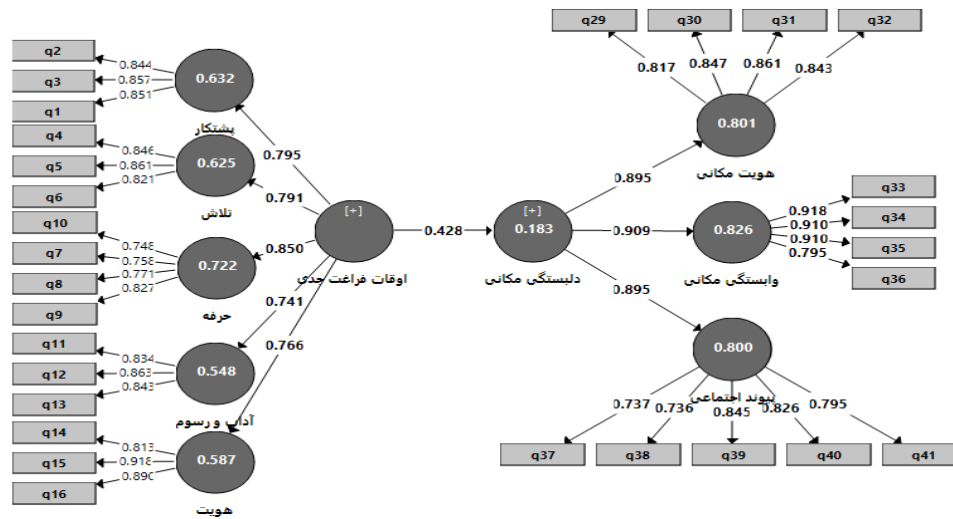 q29
q30
q31
q32
0.817
0.847
0.861
0.843
0.801
هویت مکانی
q2
q3
q1
0.844
0.857
0.851
0.632
پشتکار
q4
q5
q6
0.846
0.861
0.821
0.625
تلاش
q10
q7
q8
q9
0.748
0.758
0.771
0.827
0.722
حرفه
q11
q12
q13
0.834
0.863
0.843
0.548
آداب و رسوم
q14
q15
q16
0.813
0.918
0.890
0.587
هویت
0.795
0.791
0.850
0.741
0.766
[+]
اوقات فراغت جدی
0.428
[+]
0.183
دلبستگی مکانی
0.895
0.909
0.895
0.826
وابستگی مکانی
0.918
0.910
0.910
0.795
q33
q34
q35
q36
0.800
پیوند اجتماعی
0.737
0.736
0.845
0.826
0.795
q37
q38
q39
q40
q41